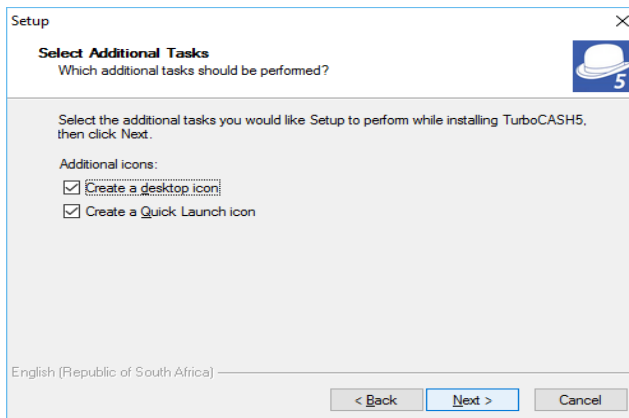 Setup
Select Additional Tasks
Which additional tasks should be performed?
5
Select the additional tasks you would like Setup to perform while installing TurboCASH5,
then click Next.
Additional icons:
Create a desktop icon
Create a Quick Launch icon
English (Republic of South Africa)
< Back
Next >
Cancel